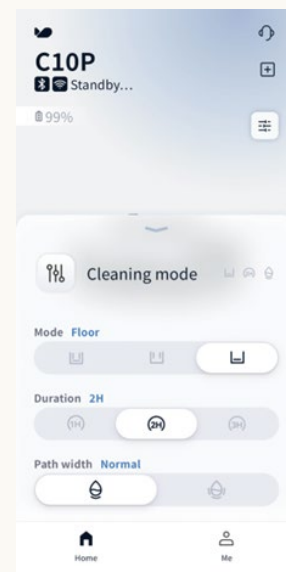 C10P
Standby...
99%
Cleaning mode
Mode Floor
Duration 2H
1H 2H 3H
Path width Normal
Home Me